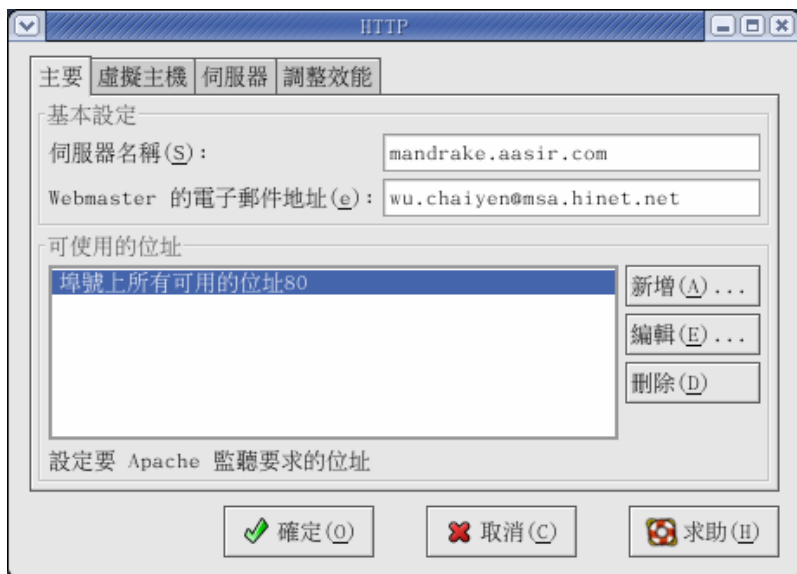 HTTP
主要 虛擬主機 伺服器 調整效能
基本設定
伺服器名稱(S): mandrake.aasir.com
Webmaster 的電子郵件地址(e): wu.chaiyen@msa.hinet.net
可使用的位址
埠號上所有可用的位址80
新增(A)...
編輯(E)...
刪除(D)
設定要 Apache 監聽要求的位址
確定(O) 取消(C) 求助(H)